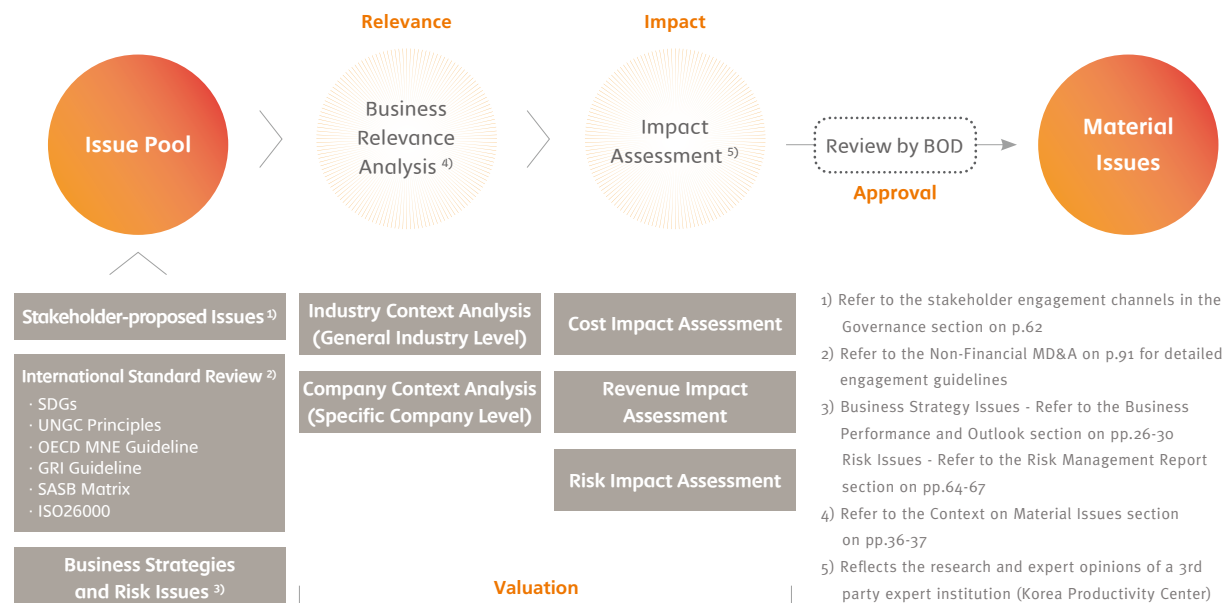 Relevance
Impact
Issue Pool
Business
Relevance
Analysis 4)
Impact
Assessment 5)
Review by BOD
Approval
Material
Issues
Stakeholder-proposed Issues 1)
International Standard Review 2)
· SDGs
· UNGC Principles
· OECD MNE Guideline
· GRI Guideline
· SASB Matrix
· ISO26000
Business Strategies
and Risk Issues 3)
Industry Context Analysis
(General Industry Level)
Company Context Analysis
(Specific Company Level)
Cost Impact Assessment
Revenue Impact
Assessment
Risk Impact Assessment
Valuation
1) Refer to the stakeholder engagement channels in the
Governance section on p.62
2) Refer to the Non-Financial MD&A on p.91 for detailed
engagement guidelines
3) Business Strategy Issues - Refer to the Business
Performance and Outlook section on pp.26-30
Risk Issues - Refer to the Risk Management Report
section on pp.64-67
4) Refer to the Context on Material Issues section
on pp.36-37
5) Reflects the research and expert opinions of a 3rd
party expert institution (Korea Productivity Center)